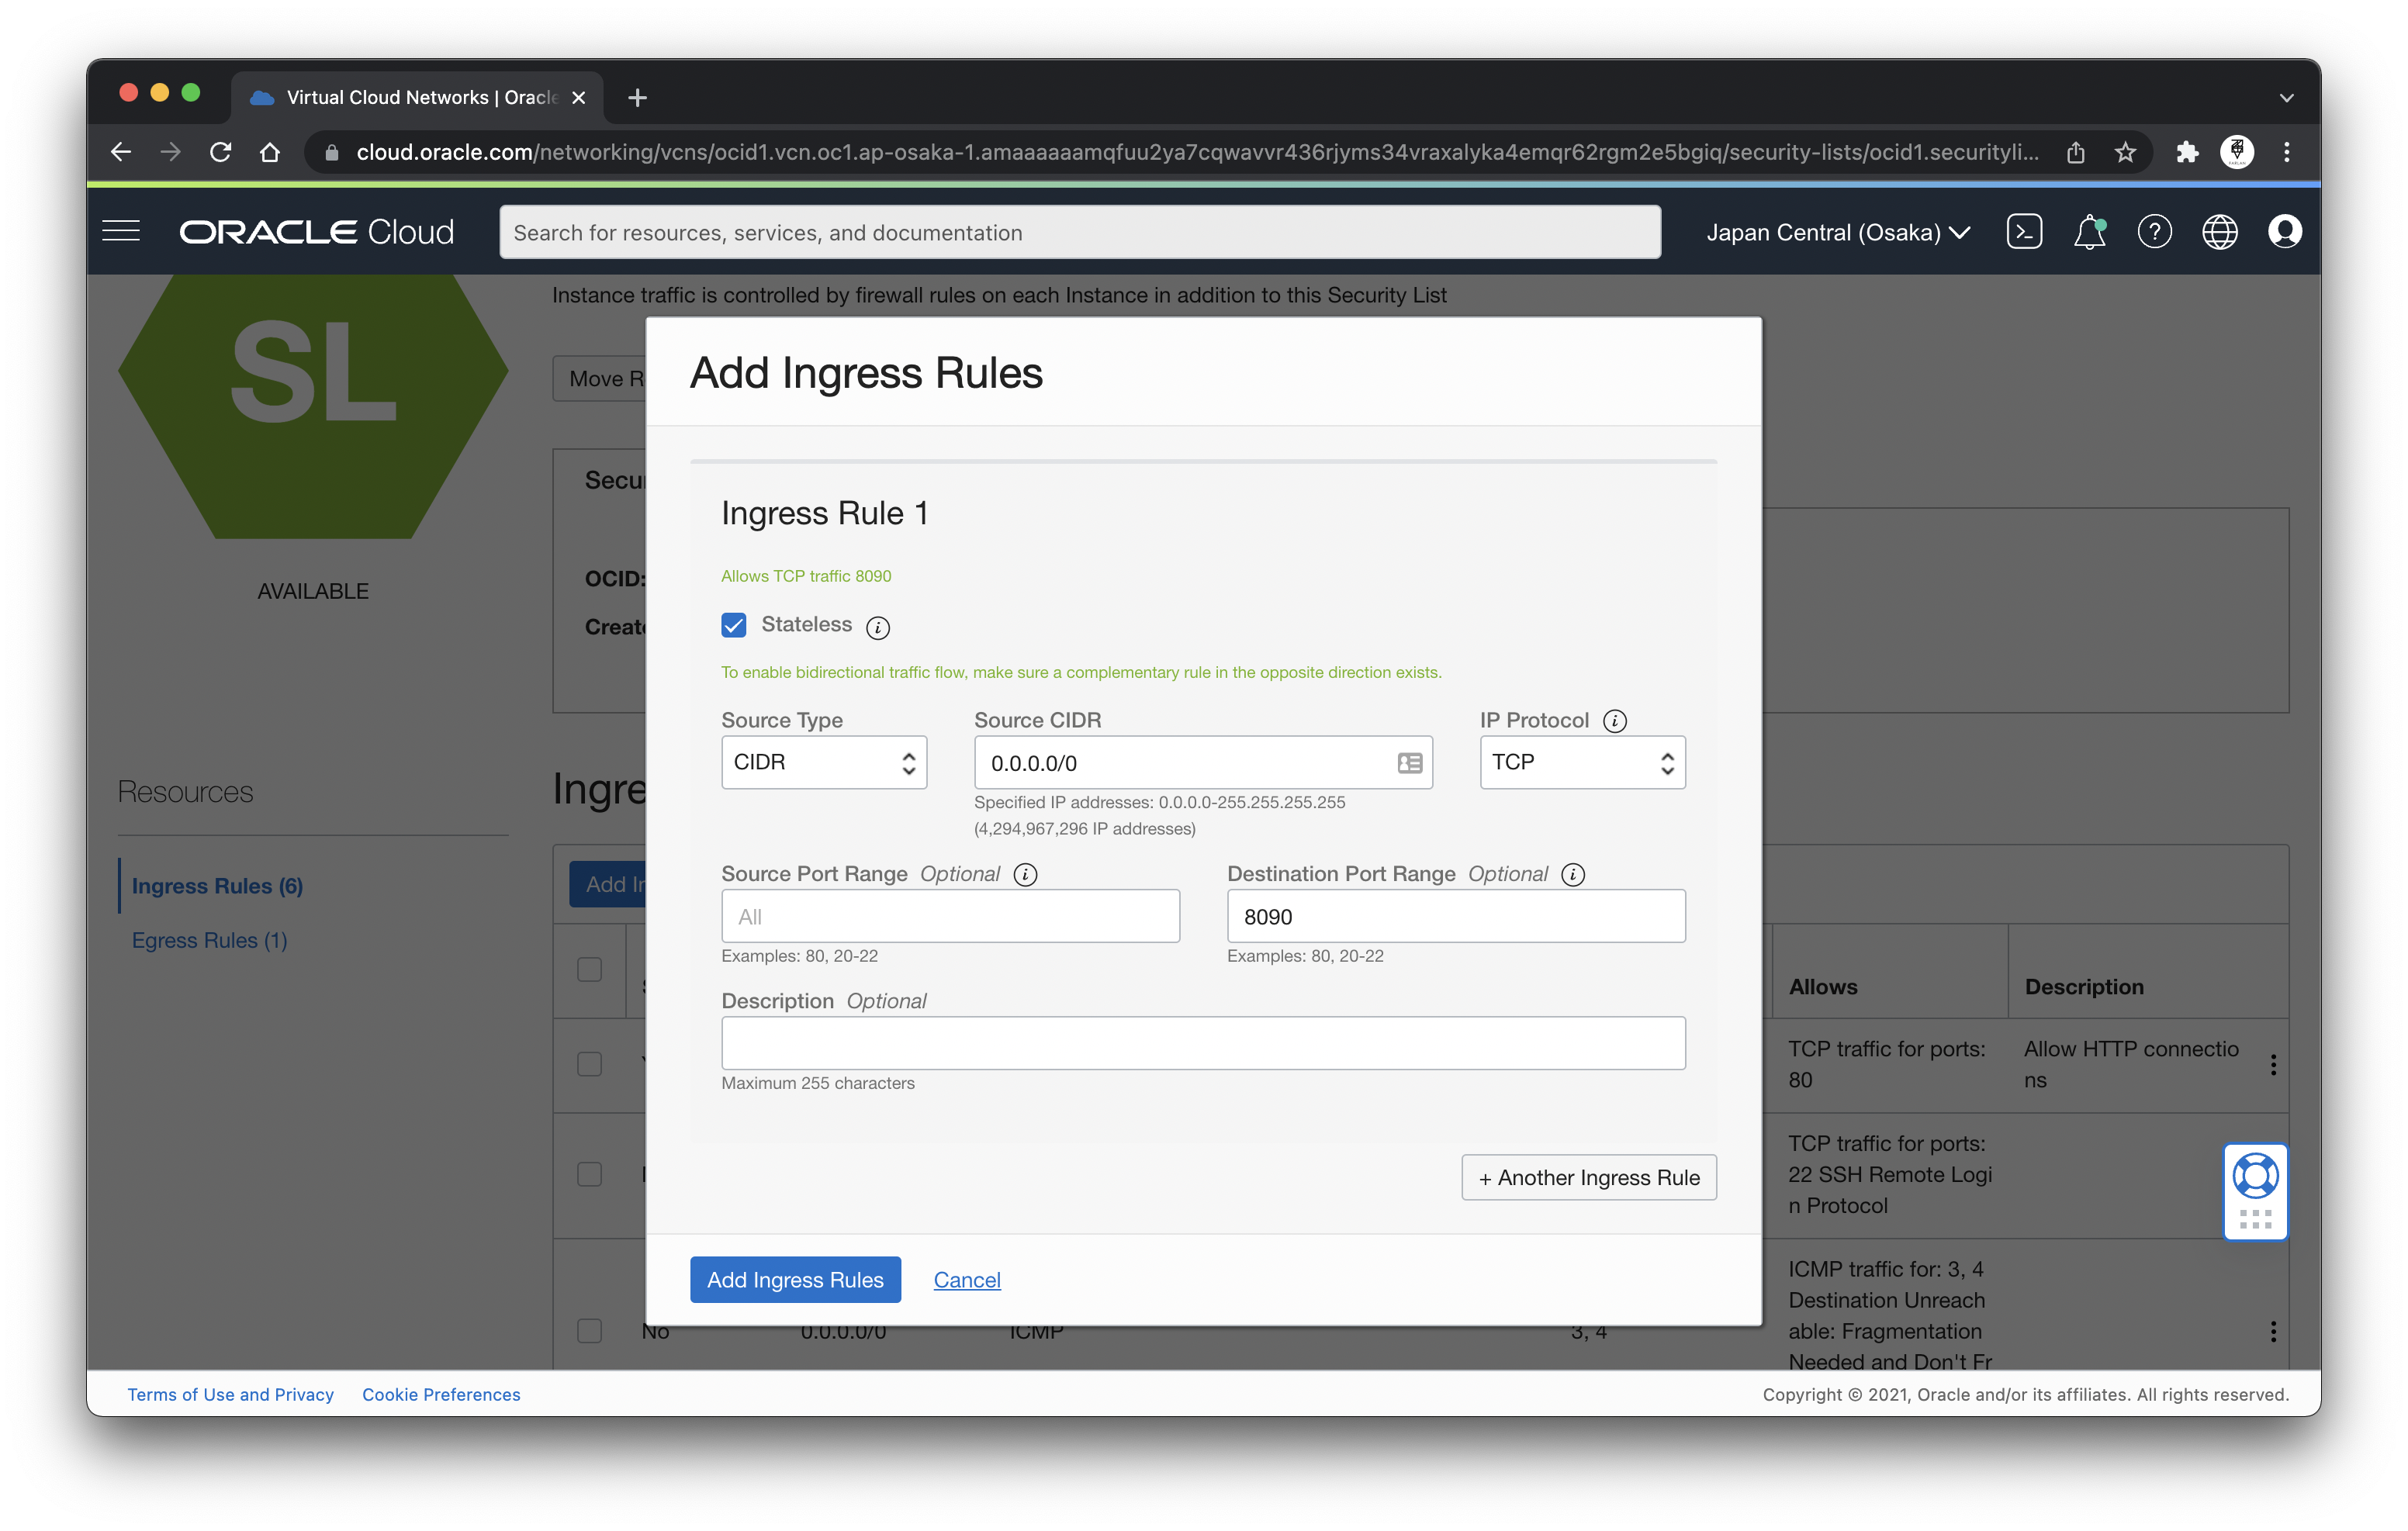 Virtual Cloud Networks | Oracle
cloud.oracle.com/networking/vcns/ocid1.vcn.oc1.ap-osaka-1.amaaaaaamqfuu2ya7cqwavvr436rjyms34vraxalyka4emqr62rgm2e5bgiq/security-lists/ocid1.securityli...
ORACLE Cloud
Search for resources, services, and documentation
Japan Central (Osaka)
Instance traffic is controlled by firewall rules on each Instance in addition to this Security List
SL
AVAILABLE
Move R
Secu
OCID:
Creat
Resources
Ingress Rules (6)
Egress Rules (1)
Ingre
Add In
Add Ingress Rules
Ingress Rule 1
Allows TCP traffic 8090
Stateless
To enable bidirectional traffic flow, make sure a complementary rule in the opposite direction exists.
Source Type
CIDR
Source CIDR
0.0.0.0/0
Specified IP addresses: 0.0.0.0-255.255.255.255
(4,294,967,296 IP addresses)
IP Protocol
TCP
Source Port Range Optional
All
Examples: 80, 20-22
Destination Port Range Optional
8090
Examples: 80, 20-22
Description Optional
Maximum 255 characters
+ Another Ingress Rule
Add Ingress Rules
Cancel
Allows
Description
TCP traffic for ports:
80
Allow HTTP connectio
ns
TCP traffic for ports:
22 SSH Remote Logi
n Protocol
No
0.0.0.0/0
ICMP
3, 4
ICMP traffic for: 3, 4
Destination Unreach
able: Fragmentation
Needed and Don't Fr
Terms of Use and Privacy
Cookie Preferences
Copyright © 2021, Oracle and/or its affiliates. All rights reserved.